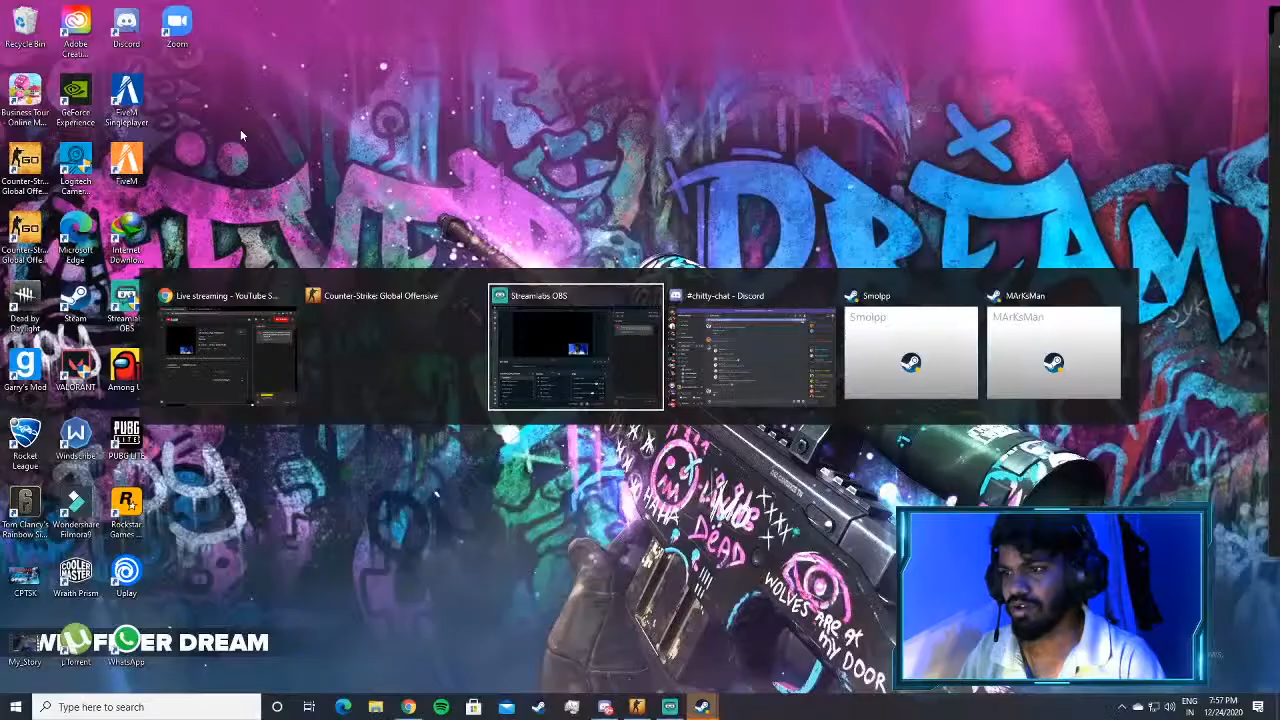 Recycle Bin
Adobe
Creati...
Discord
Zoom
Business Tour
Online M...
GeForce
Experience
FiveM
Singleplayer
Counter-Str...
Global Offe...
Logitech
Camer...
FiveM
Counter-Str...
Global Offe...
Microsoft
Edge
Internet
Downlo...
Dead by
Daylight
Steam
Streamlabs
OBS
Garry's Mod
VALORANT
Among U
Rocket
League
Windscribe
PUBG LITE
Tom Clancy's
Rainbow Si...
Wondershare
Filmora9
Rockstar
Games ...
CPTSK
Wraith Prism
Uplay
My_Story
µTorrent
WhatsApp
DREAM
Live streaming - YouTube S...
Counter-Strike: Global Offensive
Streamlabs OBS
#chitty-chat - Discord
Smolpp
MArKsMan
Smolpp
MArKsMan
DREAM
HAHA
DEAD
WOLVES ARE AT
MY DOOR
Type here to search
ENG
IN
7:57 PM
12/24/2020